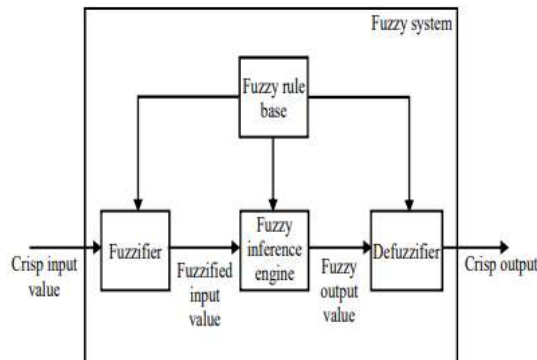 Fuzzy system
Fuzzy rule
base
Fuzzifier
Fuzzy
inference
engine
Defuzzifier
Crisp input
value
Fuzzified
input
value
Fuzzy
output
value
Crisp output